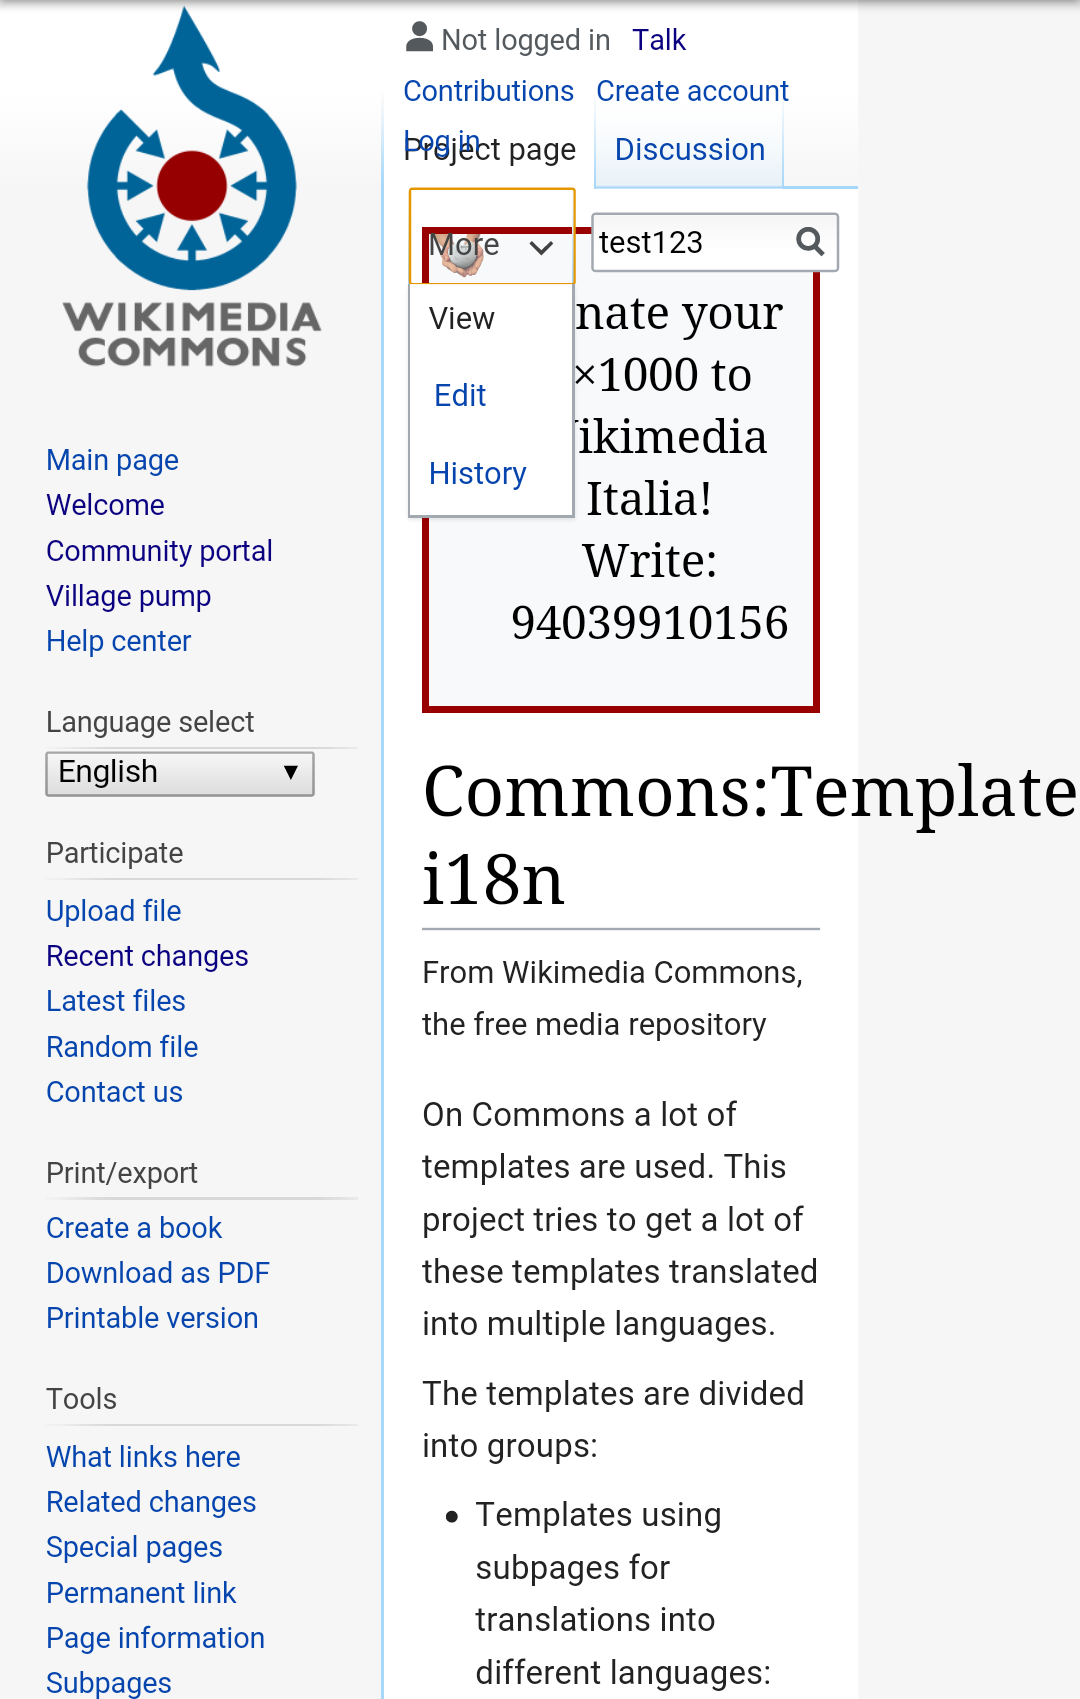 WIKIMEDIA
COMMONS
Main page
Welcome
Community portal
Village pump
Help center
Language select
English
Participate
Upload file
Recent changes
Latest files
Random file
Contact us
Print/export
Create a book
Download as PDF
Printable version
Tools
What links here
Related changes
Special pages
Permanent link
Page information
Subpages
Not logged in Talk
Contributions Create account
Log in
Project page Discussion
More test123
View
Edit
History
nate your
×1000 to
ikimedia
Italia!
Write:
94039910156
Commons:Template
i18n
From Wikimedia Commons,
the free media repository
On Commons a lot of
templates are used. This
project tries to get a lot of
these templates translated
into multiple languages.
The templates are divided
into groups:
• Templates using
subpages for
translations into
different languages: